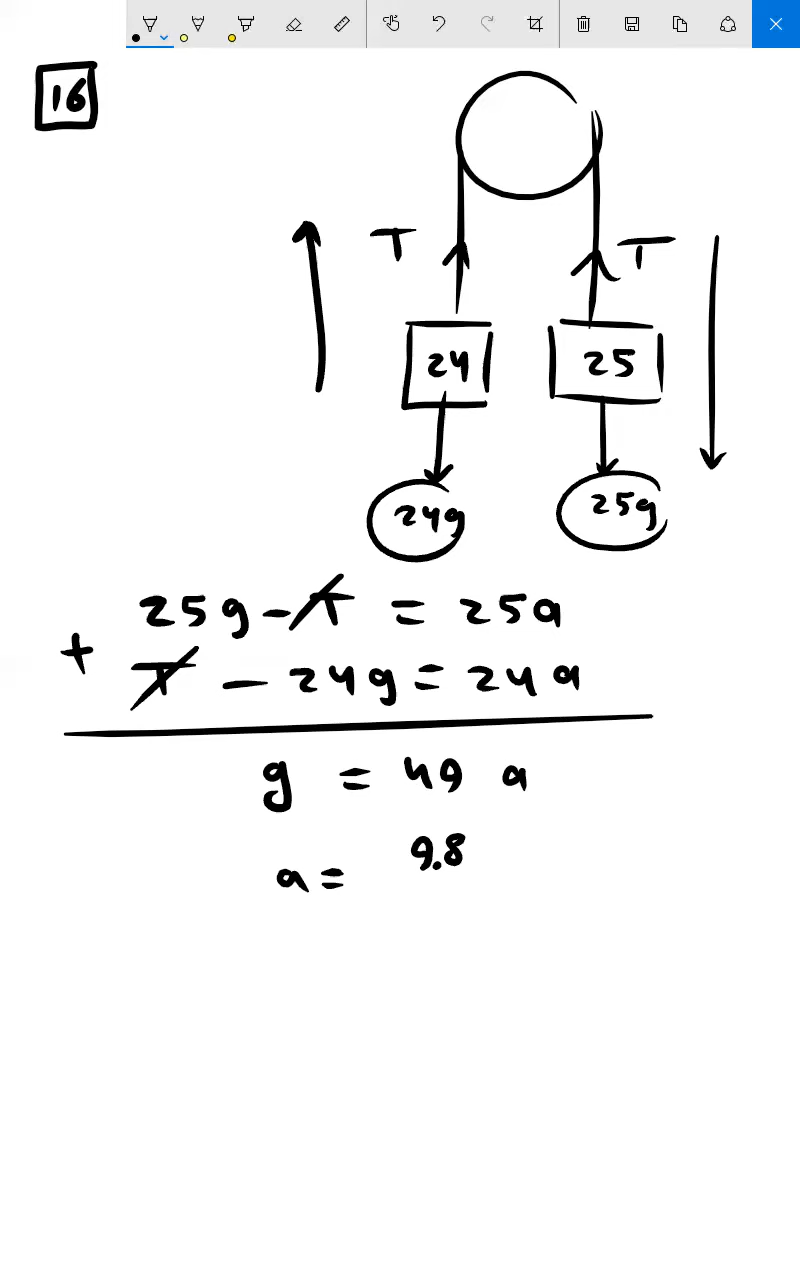 16
T T
24 25
24g 25g
25g - T = 25a
+ T - 24g = 24a
g = 49 a
a = 9.8